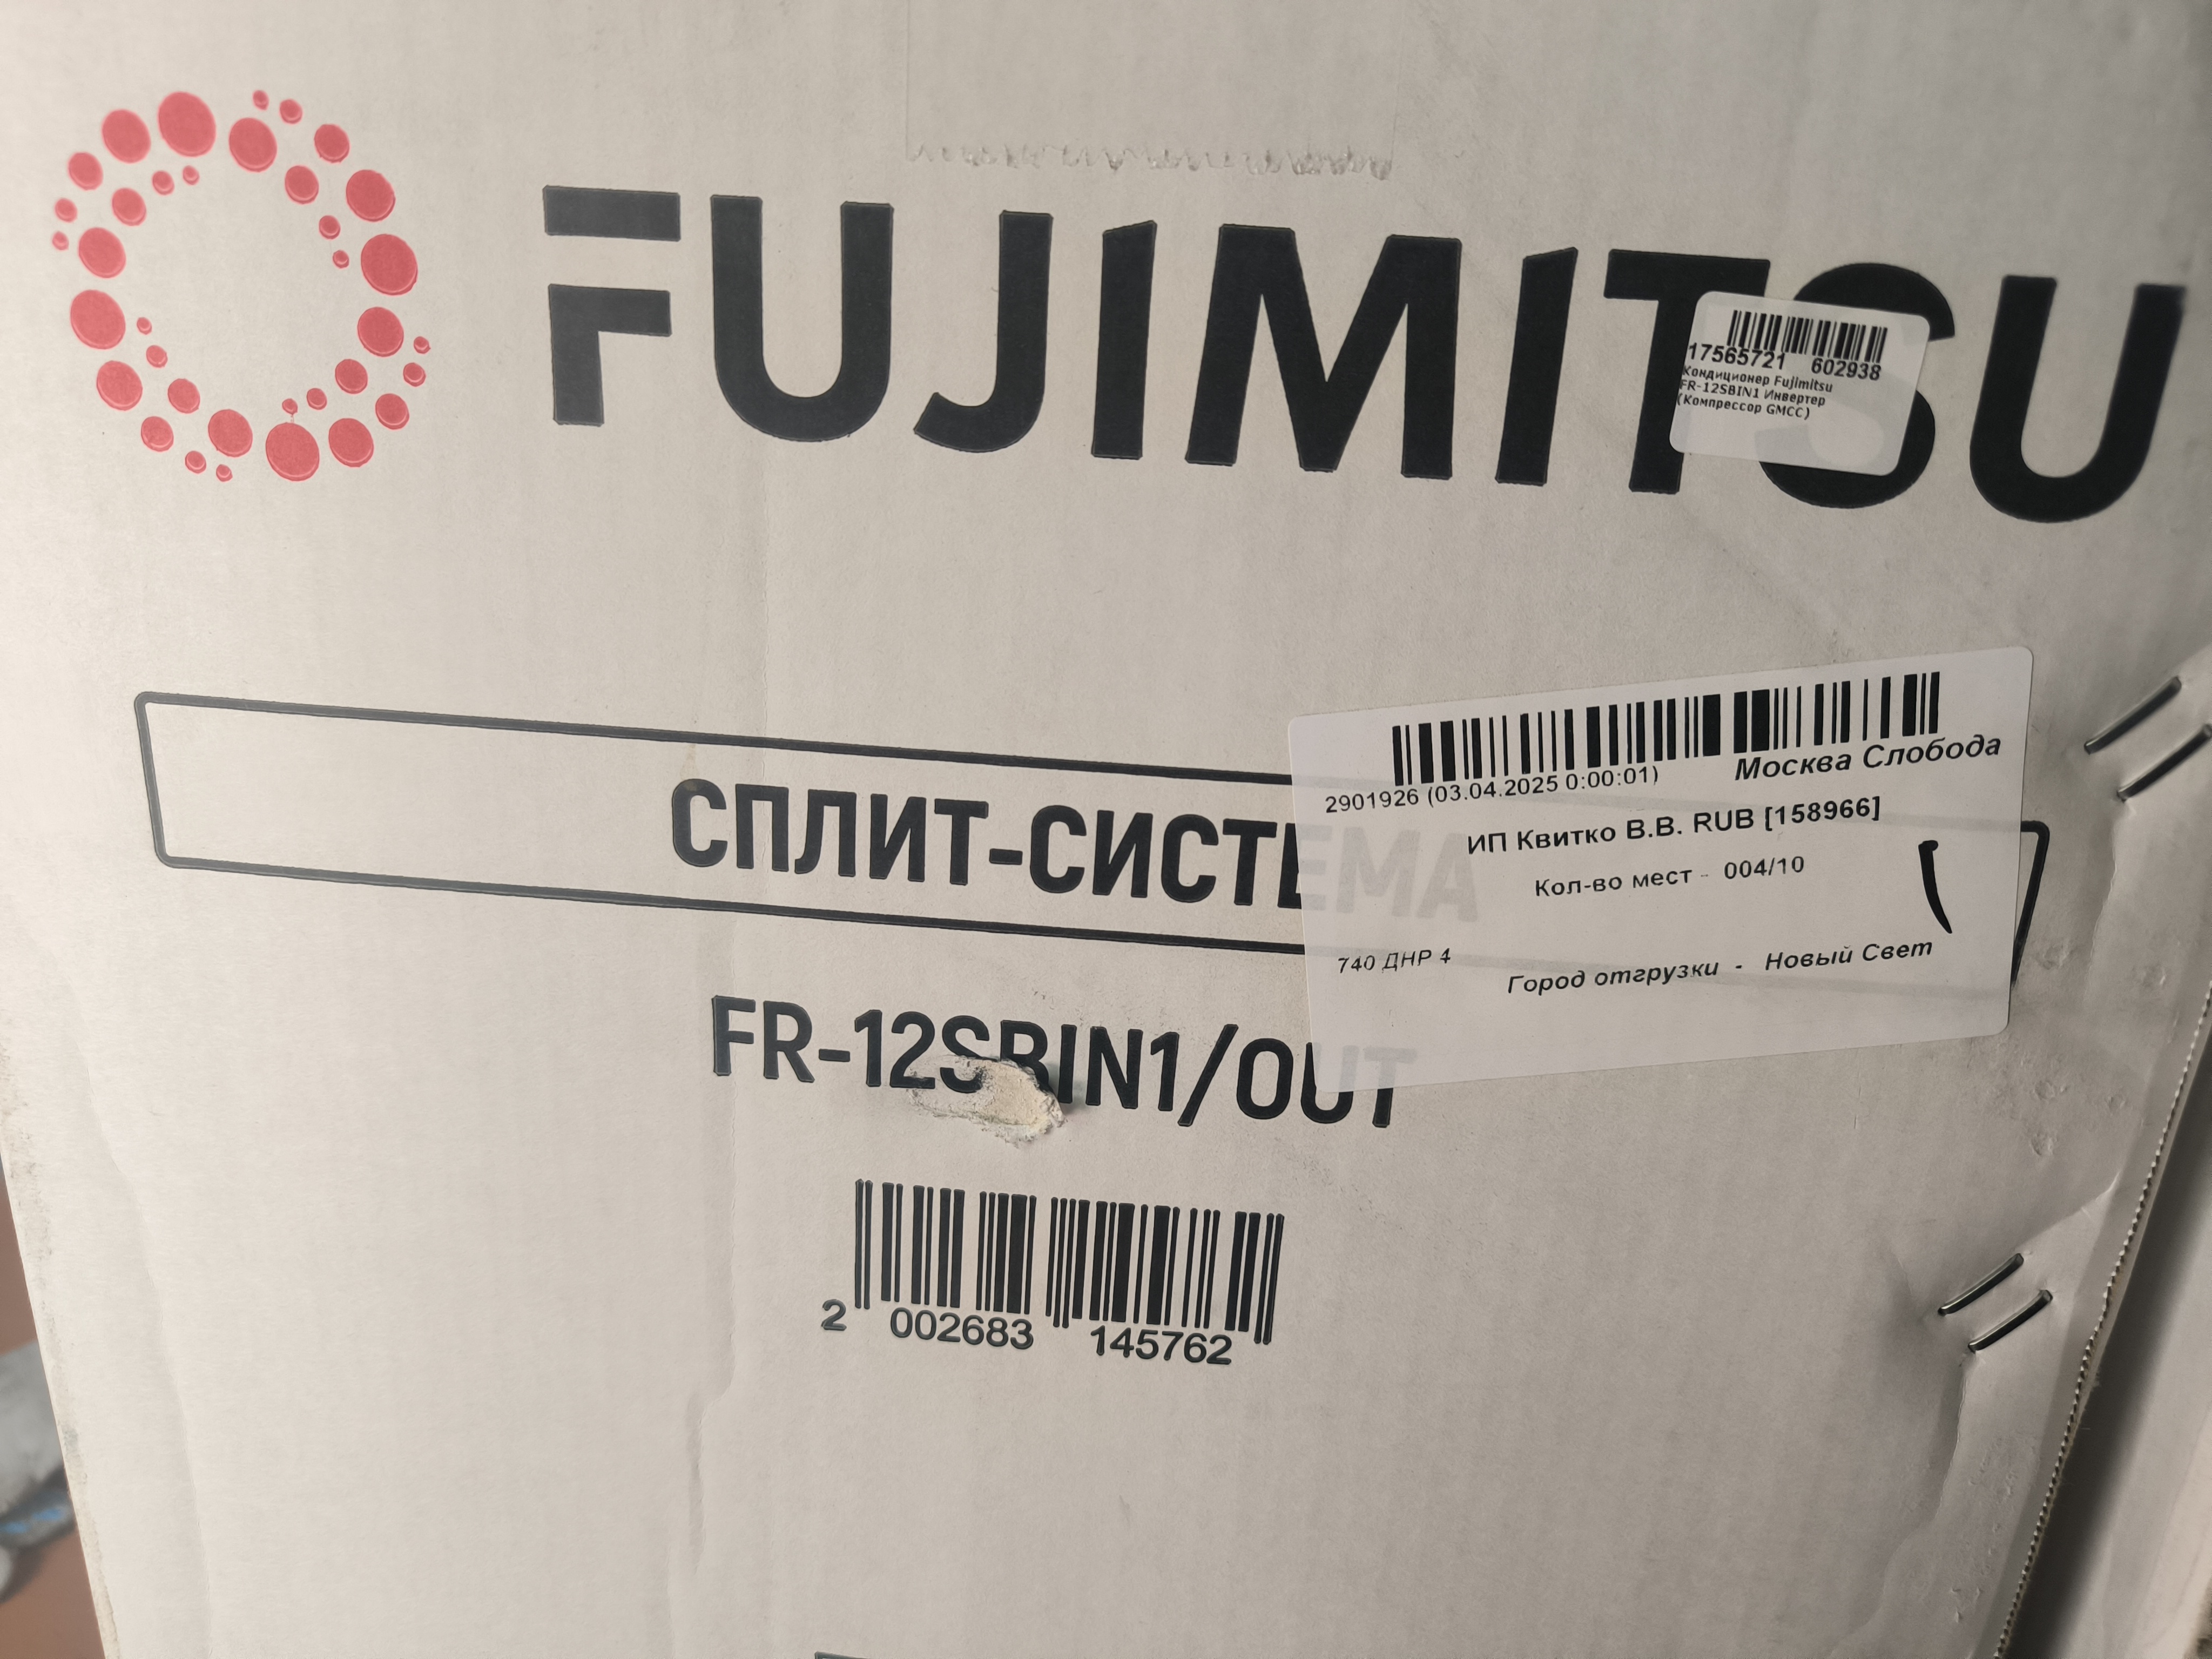 FUJIMITSU
17565721 602938
Кондиционер Fujimitsu
FR-12SBIN1 Инвертер
(Компрессор GMCC)
2901926 (03.04.2025 0:00:01) Москва Слобода
ИП Квитко В.В. RUB [158966]
Кол-во мест - 004/10
740 ДНР 4
Город отгрузки - Новый Свет
СПЛИТ-СИСТЕМА
FR-12SBIN1/OUT
2 002683 145762